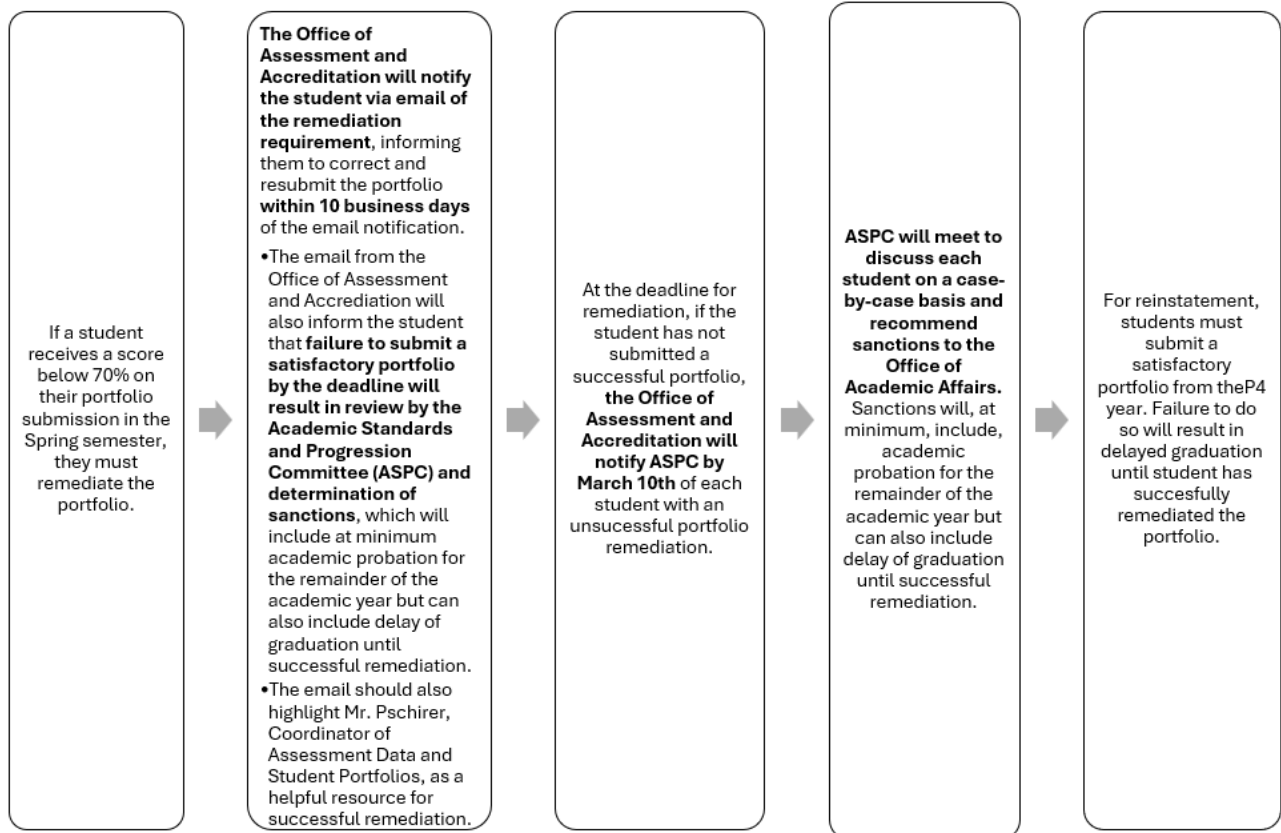 If a student
receives a score
below 70% on
their portfolio
submission in the
Spring semester,
they must
remediate the
portfolio.
The Office of
Assessment and
Accreditation will notify
the student via email of
the remediation
requirement, informing
them to correct and
resubmit the portfolio
within 10 business days
of the email notification.
•The email from the
Office of Assessment
and Accrediation will
also inform the student
that failure to submit a
satisfactory portfolio
by the deadline will
result in review by the
Academic Standards
and Progression
Committee (ASPC) and
determination of
sanctions, which will
include at minimum
academic probation for
the remainder of the
academic year but can
also include delay of
graduation until
successful remediation.
•The email should also
highlight Mr. Pschirer,
Coordinator of
Assessment Data and
Student Portfolios, as a
helpful resource for
successful remediation.
At the deadline for
remediation, if the
student has not
submitted a
successful portfolio,
the Office of
Assessment and
Accreditation will
notify ASPC by
March 10th of each
student with an
unsucessful portfolio
remediation.
ASPC will meet to
discuss each
student on a case-
by-case basis and
recommend
sanctions to the
Office of
Academic Affairs.
Sanctions will, at
minimum, include,
academic
probation for the
remainder of the
academic year but
can also include
delay of graduation
until successful
remediation.
For reinstatement,
students must
submit a
satisfactory
portfolio from theP4
year. Failure to do
so will result in
delayed graduation
until student has
succesfully
remediated the
portfolio.